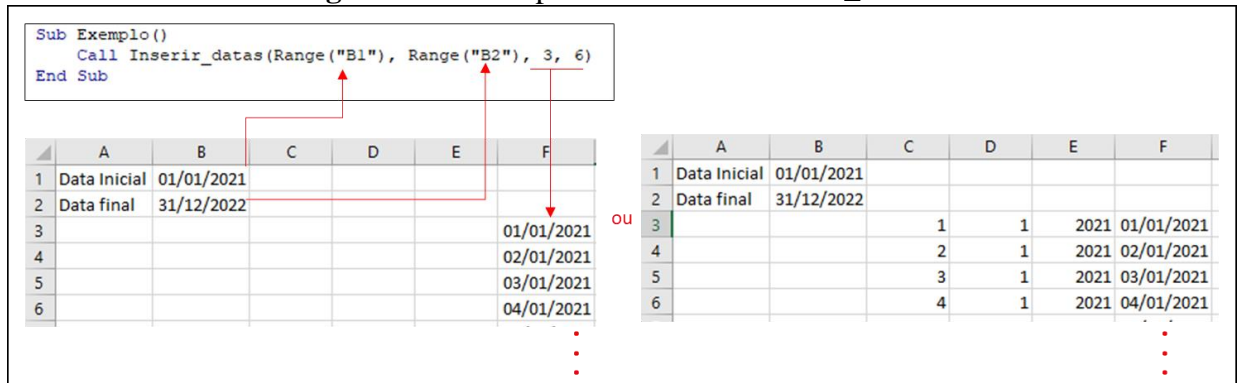 Sub Exemplo()
Call Inserir_datas(Range("B1"), Range("B2"), 3, 6)
End Sub
A B C D E F
1 Data Inicial 01/01/2021
2 Data final 31/12/2022
3 01/01/2021
4 02/01/2021
5 03/01/2021
6 04/01/2021
ou
A B C D E F
1 Data Inicial 01/01/2021
2 Data final 31/12/2022
3 1 1 2021 01/01/2021
4 2 1 2021 02/01/2021
5 3 1 2021 03/01/2021
6 4 1 2021 04/01/2021